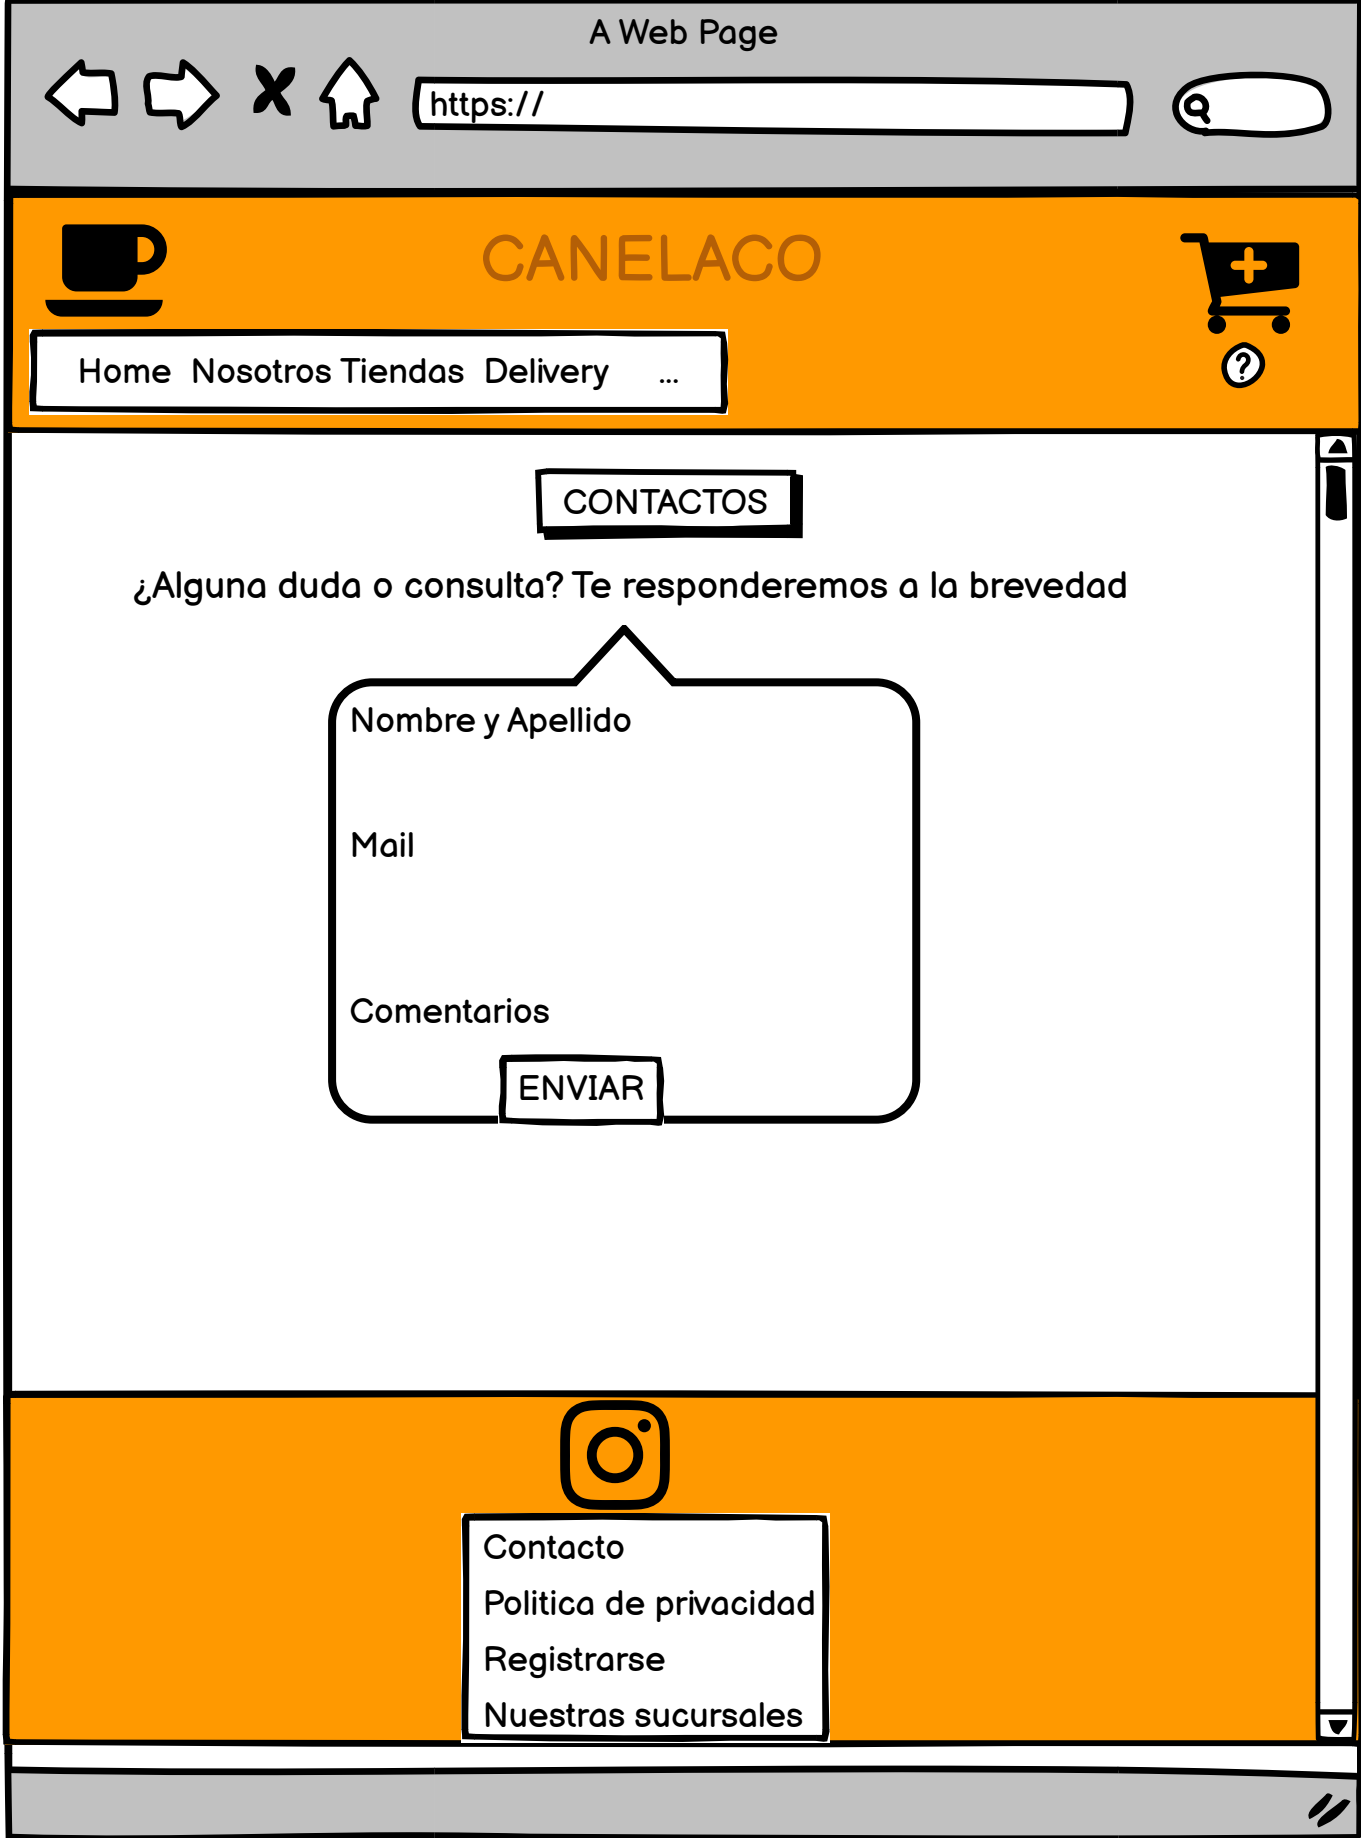 A Web Page
https://
CANELACO
Home Nosotros Tiendas Delivery ...
?
CONTACTOS
¿Alguna duda o consulta? Te responderemos a la brevedad
Nombre y Apellido
Mail
Comentarios
ENVIAR
Contacto
Politica de privacidad
Registrarse
Nuestras sucursales